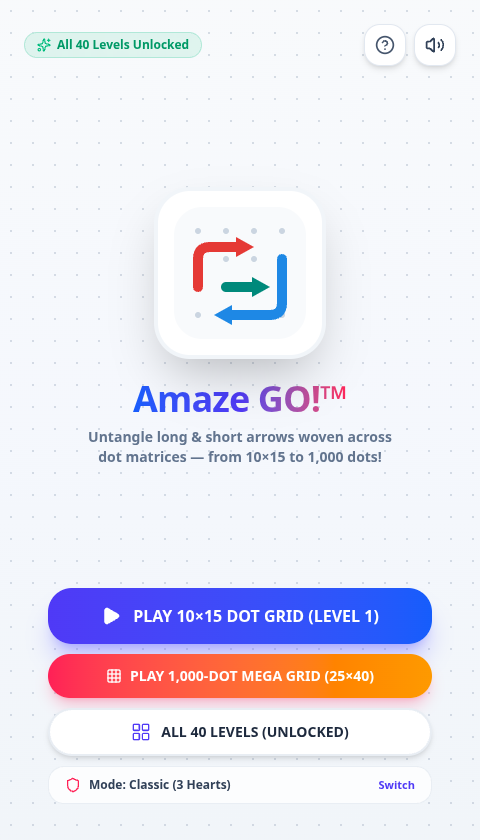 All 40 Levels Unlocked
Amaze GO!™
Untangle long & short arrows woven across
dot matrices — from 10×15 to 1,000 dots!
PLAY 10×15 DOT GRID (LEVEL 1)
PLAY 1,000-DOT MEGA GRID (25×40)
ALL 40 LEVELS (UNLOCKED)
Mode: Classic (3 Hearts)
Switch